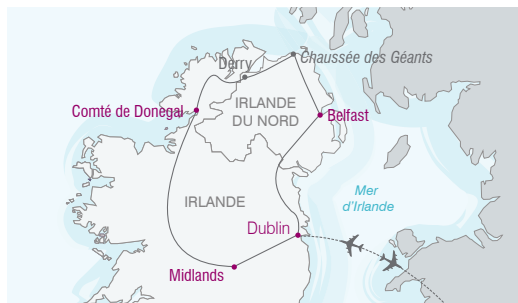 Chaussée des Géants
Derry
Comté de Donegal
IRLANDE
DU NORD
Belfast
Mer
d'Irlande
IRLANDE
Dublin
Midlands